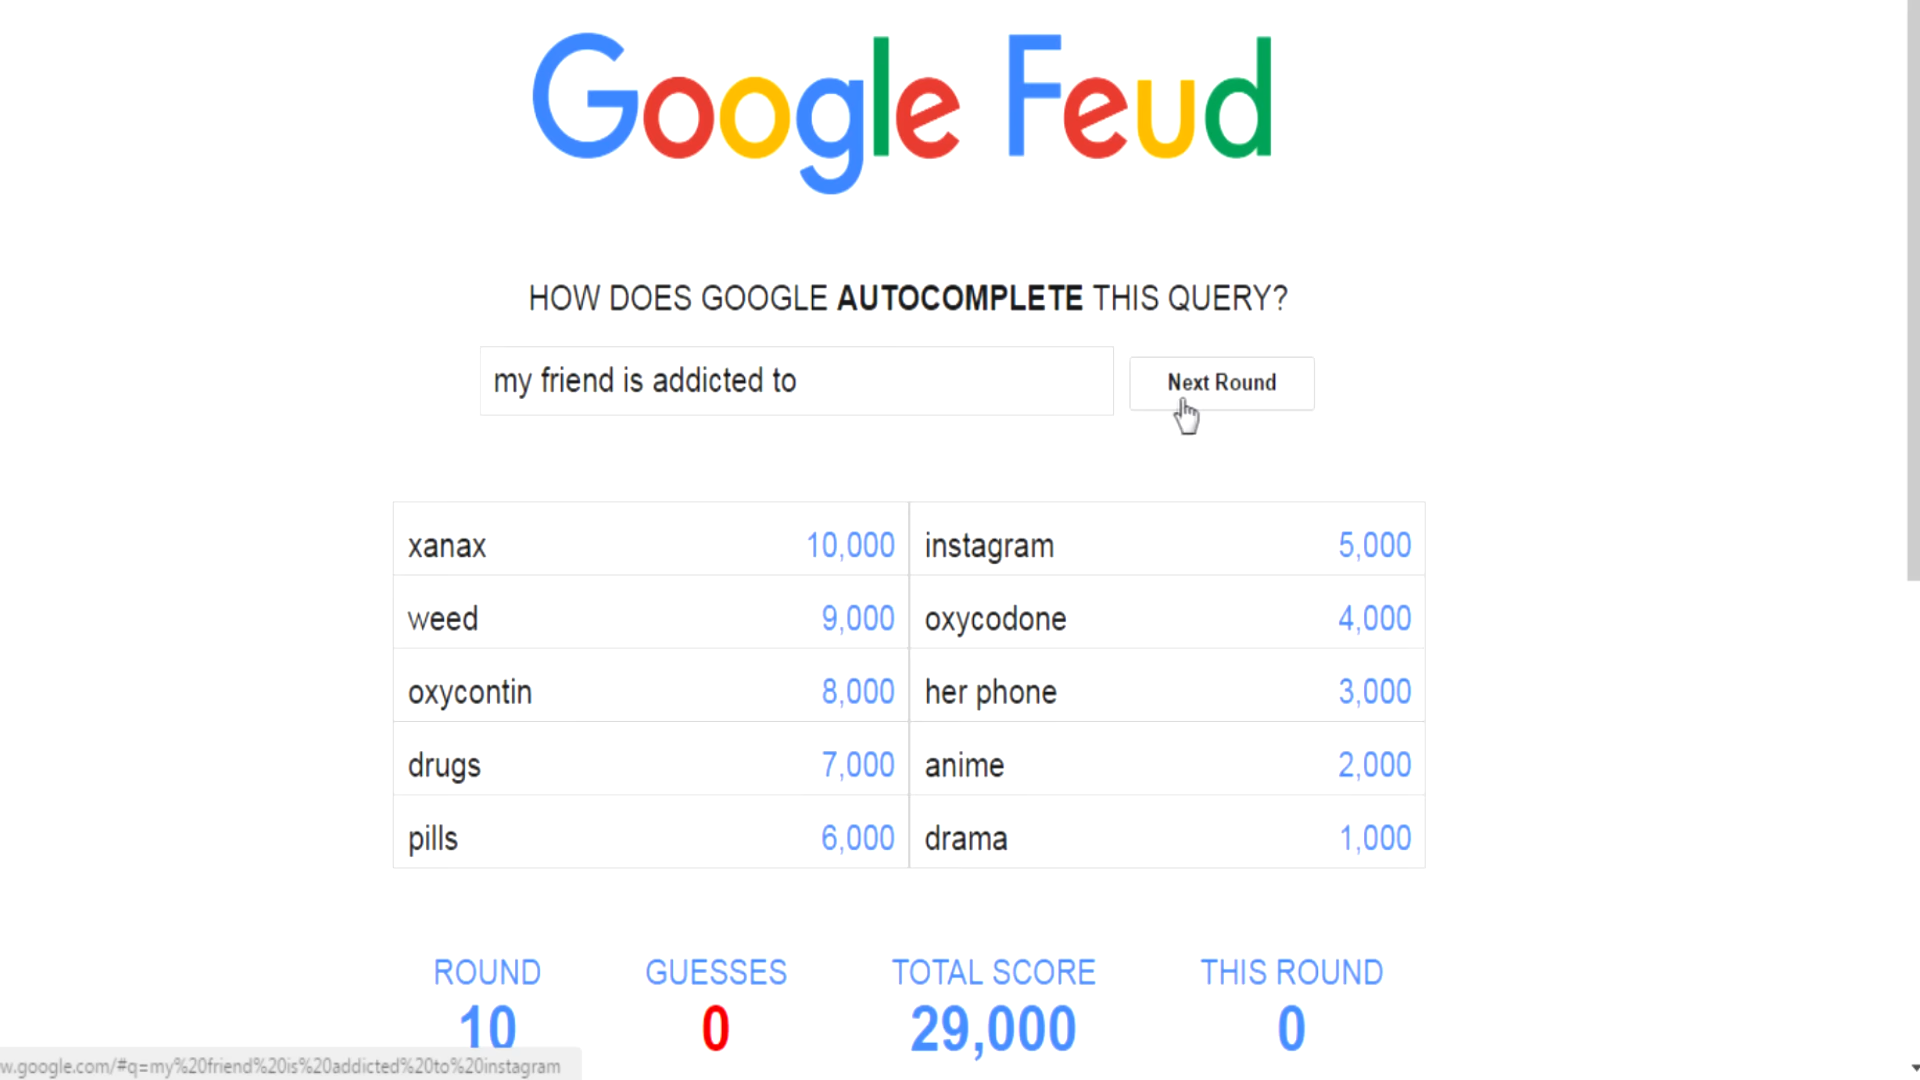 Google Feud
HOW DOES GOOGLE AUTOCOMPLETE THIS QUERY?
my friend is addicted to
Next Round
xanax 10,000
weed 9,000
oxycontin 8,000
drugs 7,000
pills 6,000
instagram 5,000
oxycodone 4,000
her phone 3,000
anime 2,000
drama 1,000
ROUND
10
GUESSES
0
TOTAL SCORE
29,000
THIS ROUND
0
w.google.com/#q=my%20friend%20is%20addicted%20to%20instagram